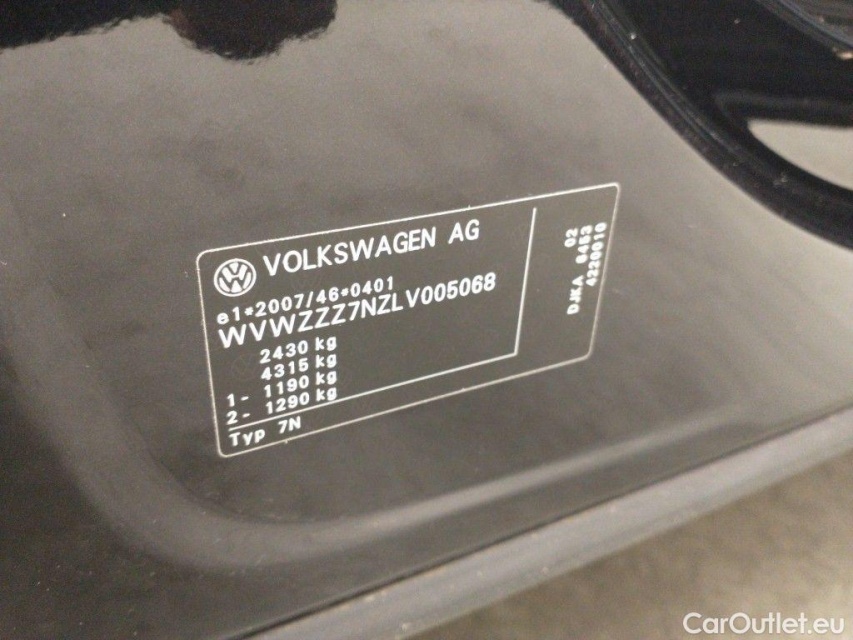 VOLKSWAGEN AG
e1*2007/46*0401
WVWZZZ7NZLV005068
2430 kg
4315 kg
1- 1190 kg
2- 1290 kg
Typ 7N
02
DJKA 8453
4220010
CarOutlet.eu